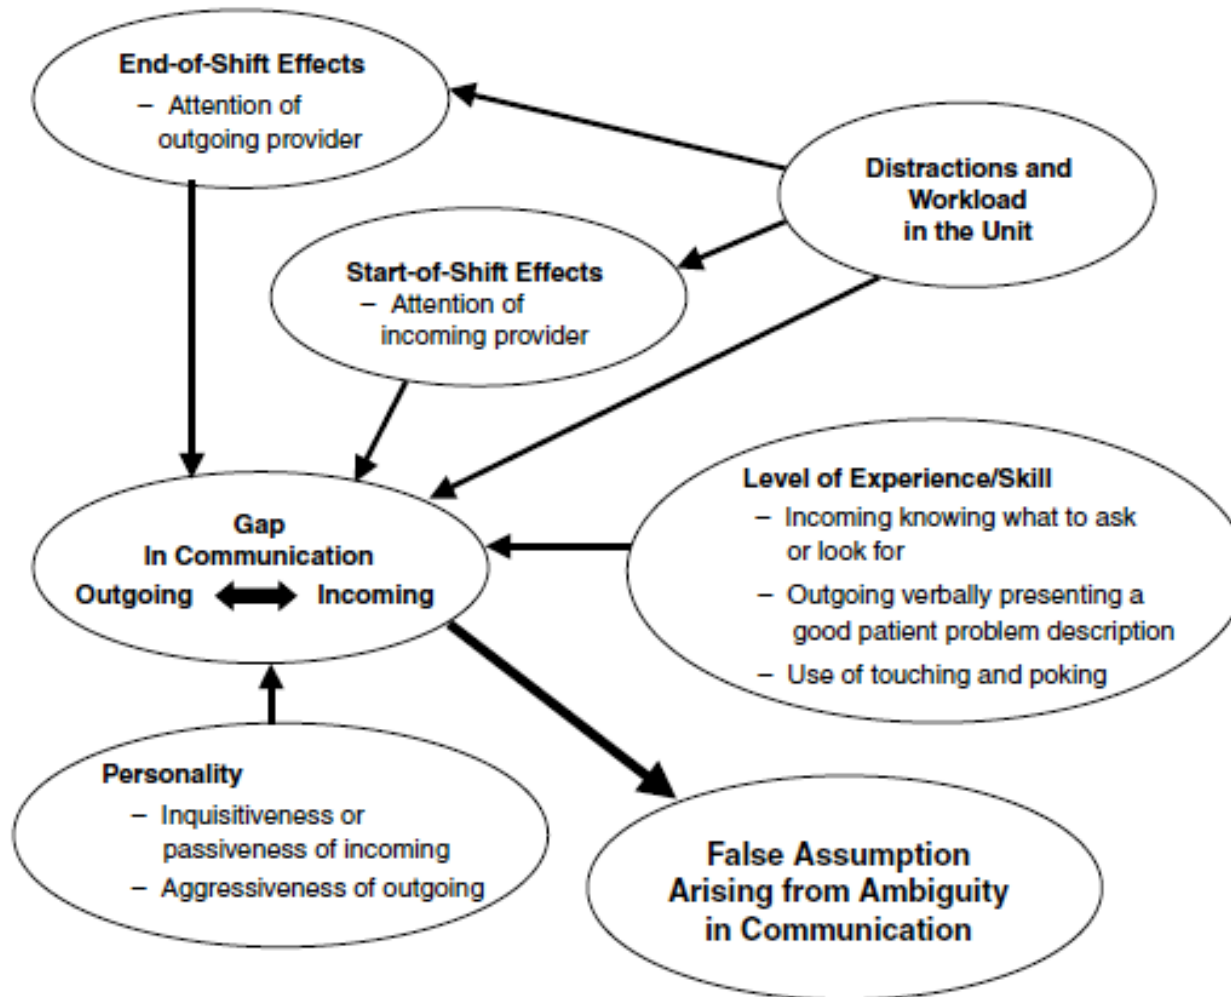 End-of-Shift Effects
– Attention of
outgoing provider
Distractions and
Workload
in the Unit
Start-of-Shift Effects
– Attention of
incoming provider
Level of Experience/Skill
– Incoming knowing what to ask
or look for
– Outgoing verbally presenting a
good patient problem description
– Use of touching and poking
Gap
In Communication
Outgoing Incoming
Personality
– Inquisitiveness or
passiveness of incoming
– Aggressiveness of outgoing
False Assumption
Arising from Ambiguity
in Communication